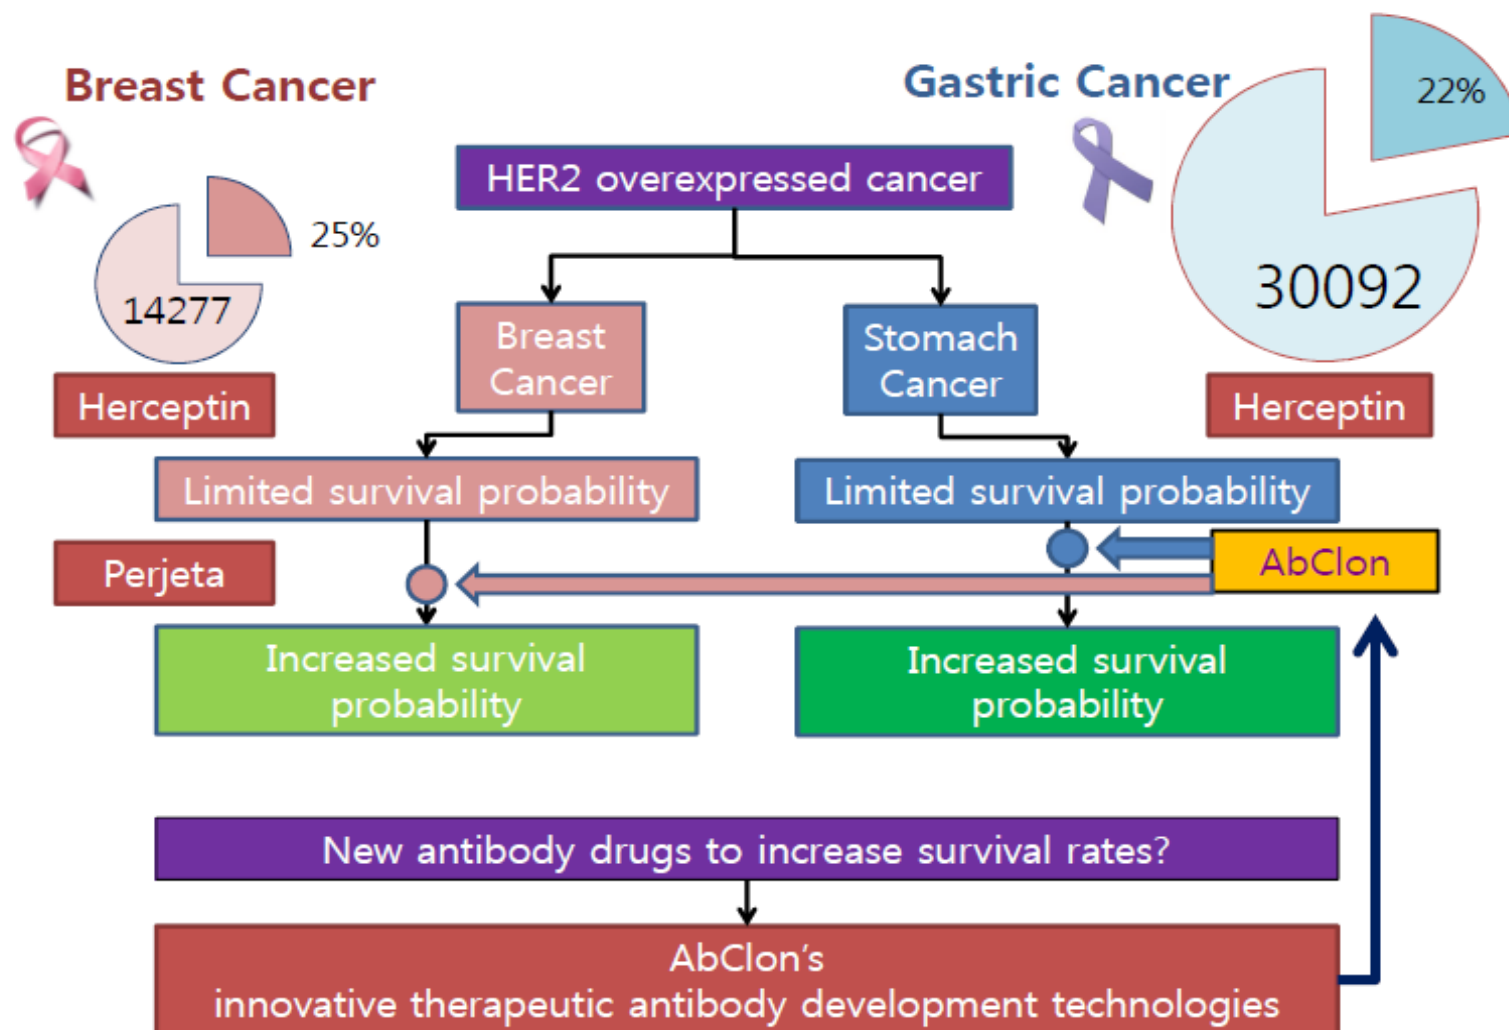 Breast Cancer
Gastric Cancer
22%
HER2 overexpressed cancer
25%
14277
30092
Breast
Cancer
Stomach
Cancer
Herceptin
Herceptin
Limited survival probability
Limited survival probability
Perjeta
AbClon
Increased survival
probability
Increased survival
probability
New antibody drugs to increase survival rates?
AbClon's
innovative therapeutic antibody development technologies